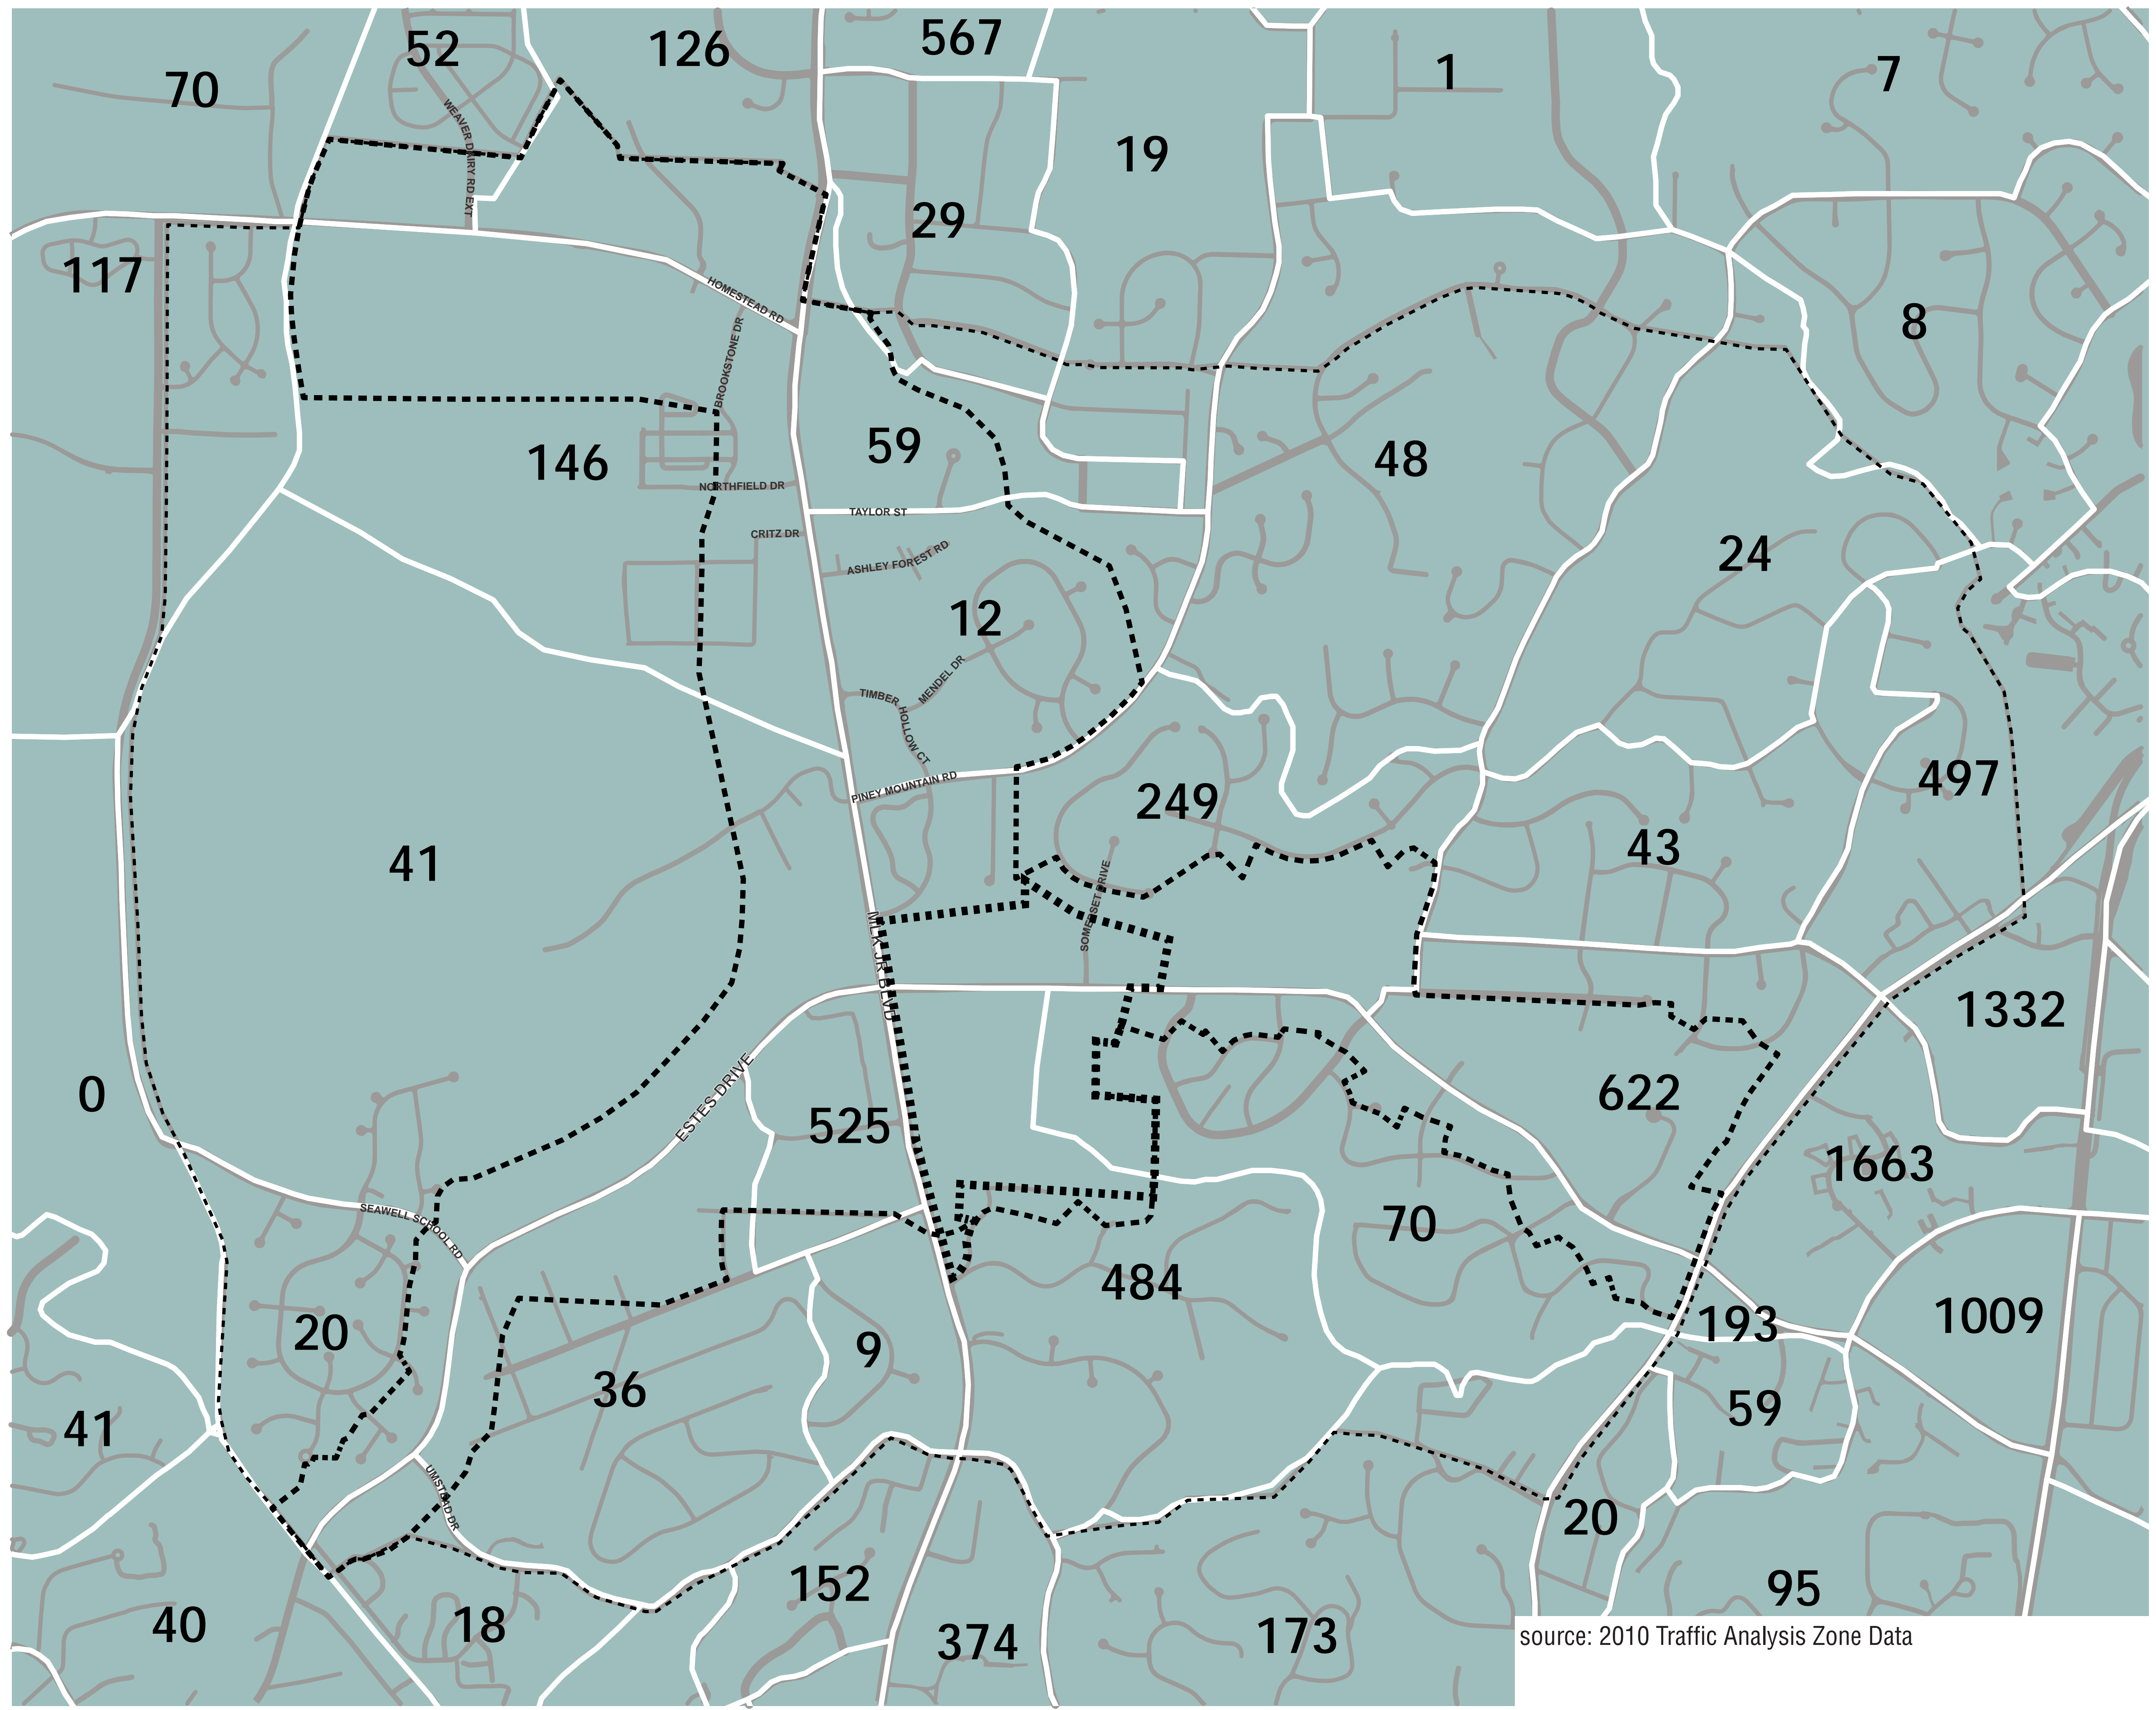 567
52
126
1
7
70
WEAVER DAIRY RD EXT
19
29
117
HOMESTEAD RD
8
BROOKSTONE DR
59
146
48
NORTHFIELD DR
TAYLOR ST
CRITZ DR
ASHLEY FOREST RD
24
12
MENDEL DR
TIMBER
HOLLOW CT
PINEY MOUNTAIN RD
249
497
41
43
SOMERSET DRIVE
MLK JR BLVD
1332
0
ESTES DRIVE
622
525
1663
SEAWELL SCHOOL RD
70
484
20
193
1009
9
36
59
41
UMSTEAD DR
20
152
95
40
18
374
173
source: 2010 Traffic Analysis Zone Data